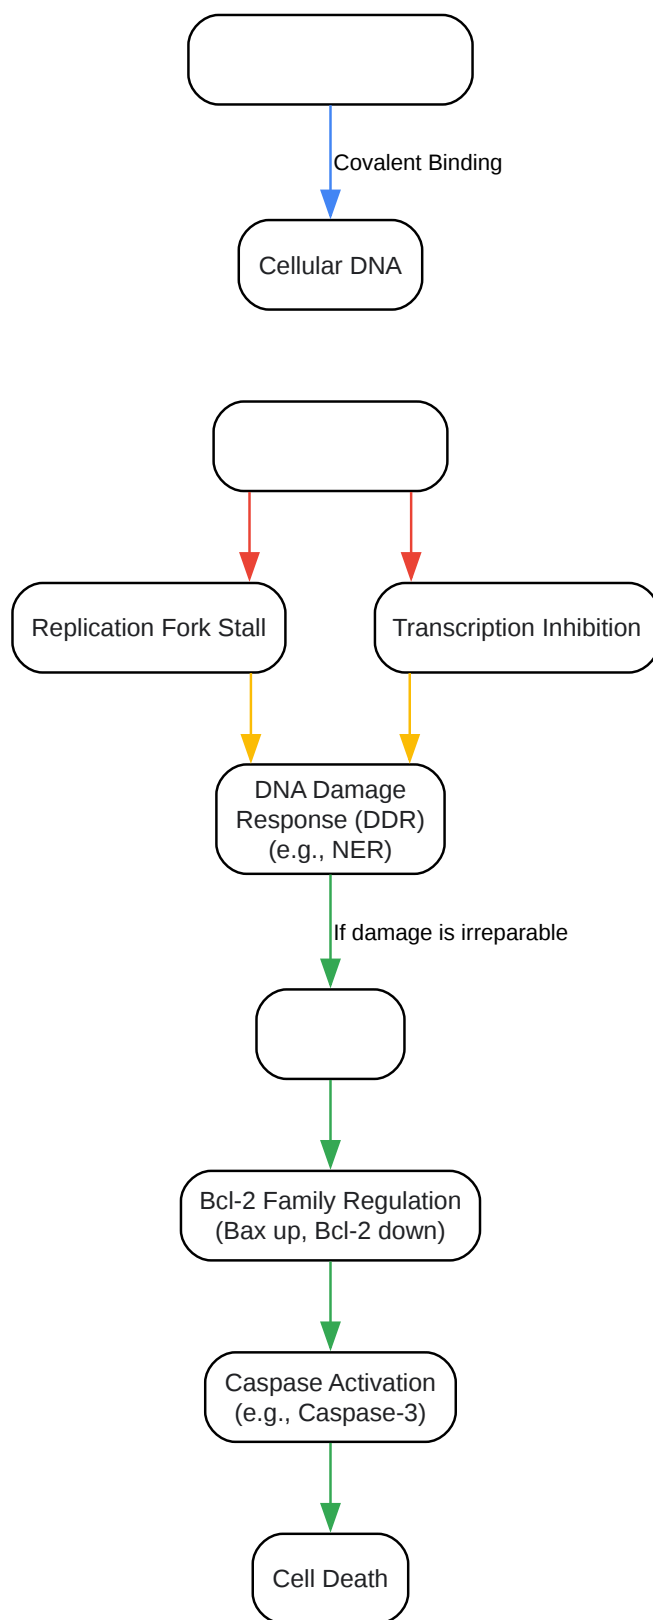 Covalent Binding
Cellular DNA
Replication Fork Stall
Transcription Inhibition
DNA Damage
Response (DDR)
(e.g., NER)
If damage is irreparable
Bcl-2 Family Regulation
(Bax up, Bcl-2 down)
Caspase Activation
(e.g., Caspase-3)
Cell Death